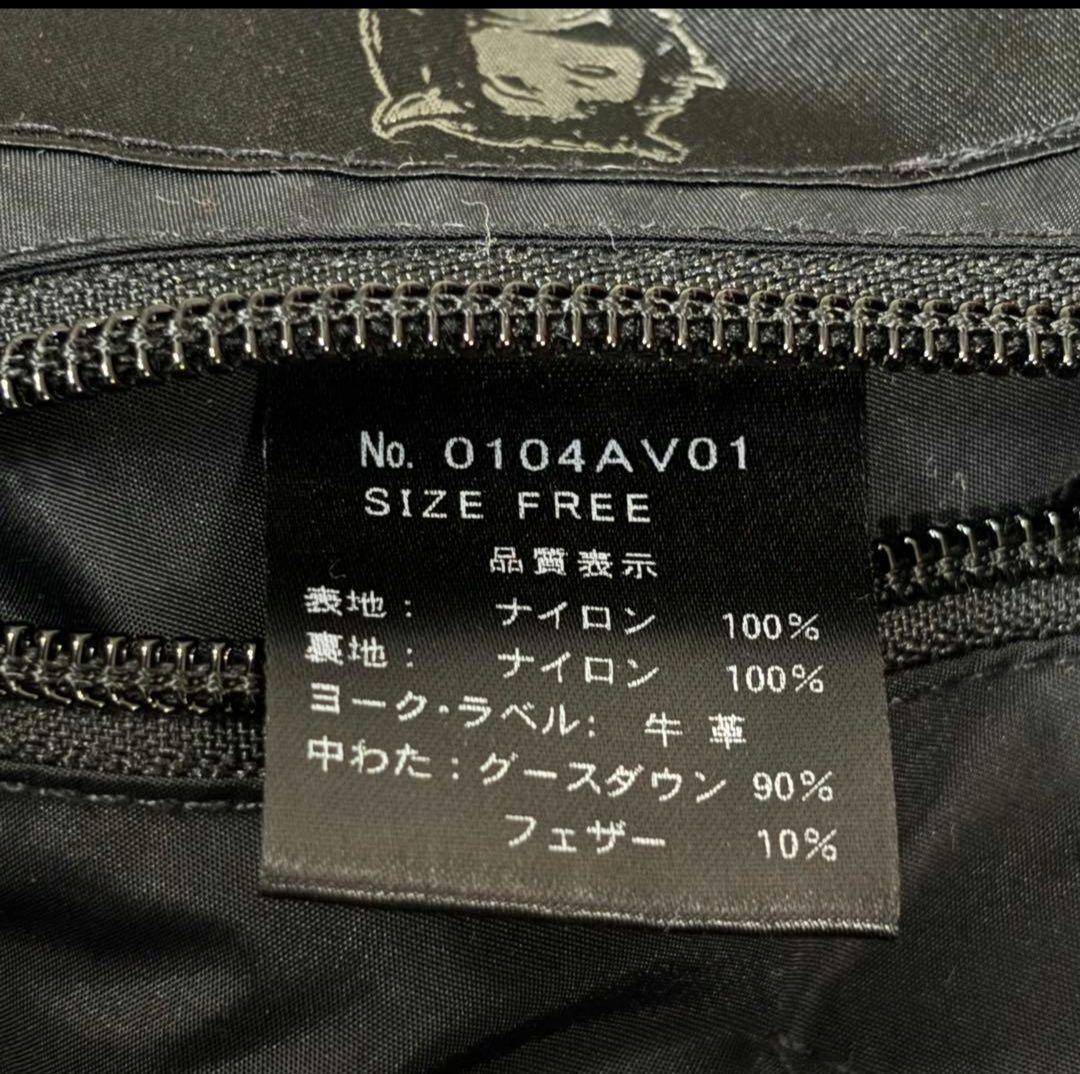 No. 0104AV01
SIZE FREE
品質表示
表地: ナイロン 100%
裏地: ナイロン 100%
ヨーク・ラベル: 牛革
中わた: グースダウン 90%
フェザー 10%